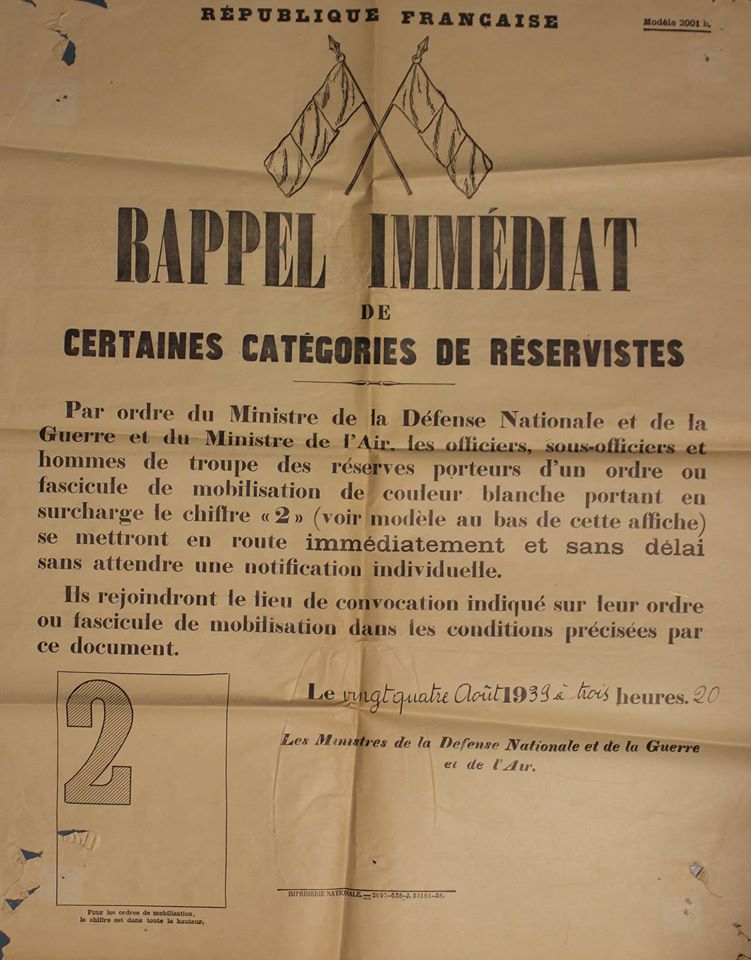 RÉPUBLIQUE FRANÇAISE
Modèle 2001 b.
RAPPEL IMMÉDIAT
DE
CERTAINES CATÉGORIES DE RÉSERVISTES
Par ordre du Ministre de la Défense Nationale et de la
Guerre et du Ministre de l'Air, les officiers, sous-officiers et
hommes de troupe des réserves porteurs d'un ordre ou
fascicule de mobilisation de couleur blanche portant en
surcharge le chiffre «2» (voir modèle au bas de cette affiche)
se mettront en route immédiatement et sans délai
sans attendre une notification individuelle.
Ils rejoindront le lieu de convocation indiqué sur leur ordre
ou fascicule de mobilisation dans les conditions précisées par
ce document.
2
Le vingt quatre Août 1939 à trois heures. 20
Les Ministres de la Défense Nationale et de la Guerre
et de l'Air.
IMPRIMERIE NATIONALE. — 2697-638-J. 33161-36.
Pour les ordres de mobilisation,
le chiffre est dans toute la hauteur.